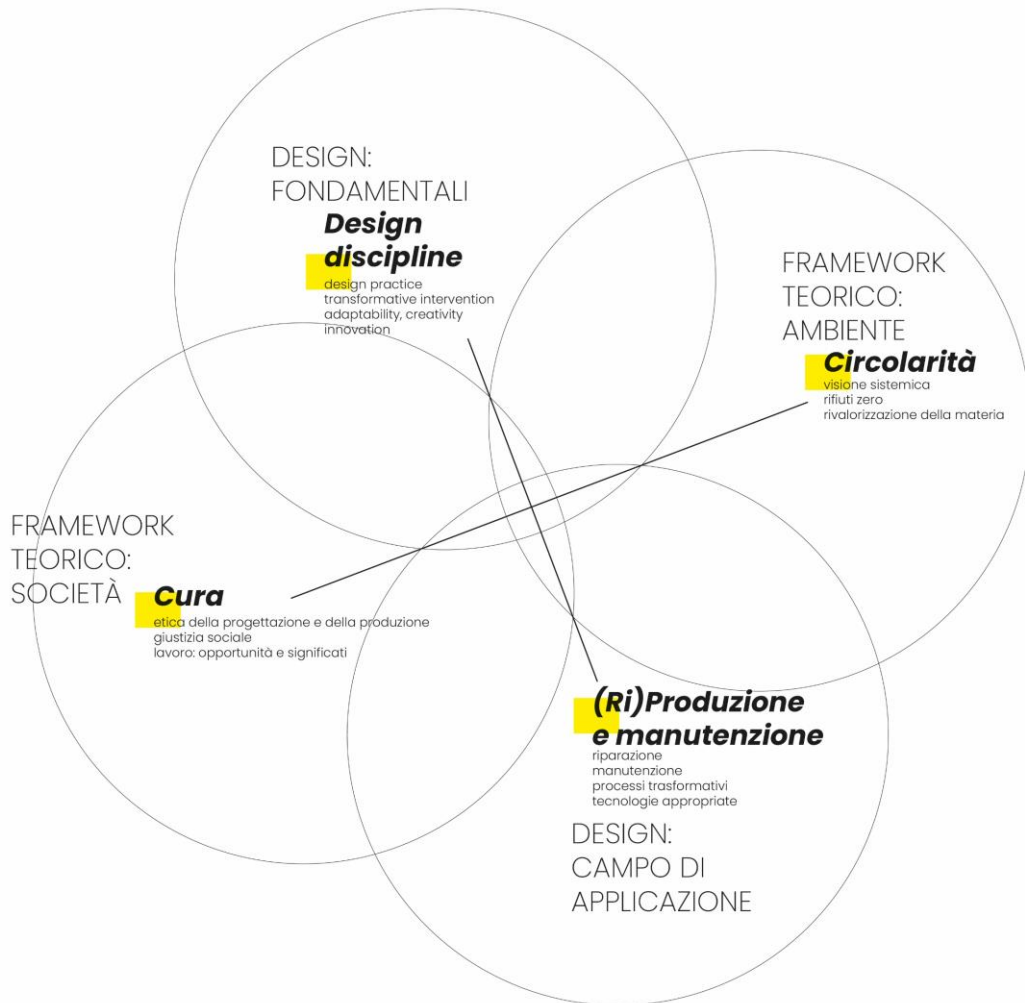 DESIGN:
FONDAMENTALI
Design
discipline
design practice
transformative intervention
adaptability, creativity
innovation
FRAMEWORK
TEORICO:
AMBIENTE
Circolarità
visione sistemica
rifiuti zero
rivalorizzazione della materia
FRAMEWORK
TEORICO:
SOCIETÀ
Cura
etica della progettazione e della produzione
giustizia sociale
lavoro: opportunità e significati
(Ri)Produzione
e manutenzione
riparazione
manutenzione
processi trasformativi
tecnologie appropriate
DESIGN:
CAMPO DI
APPLICAZIONE